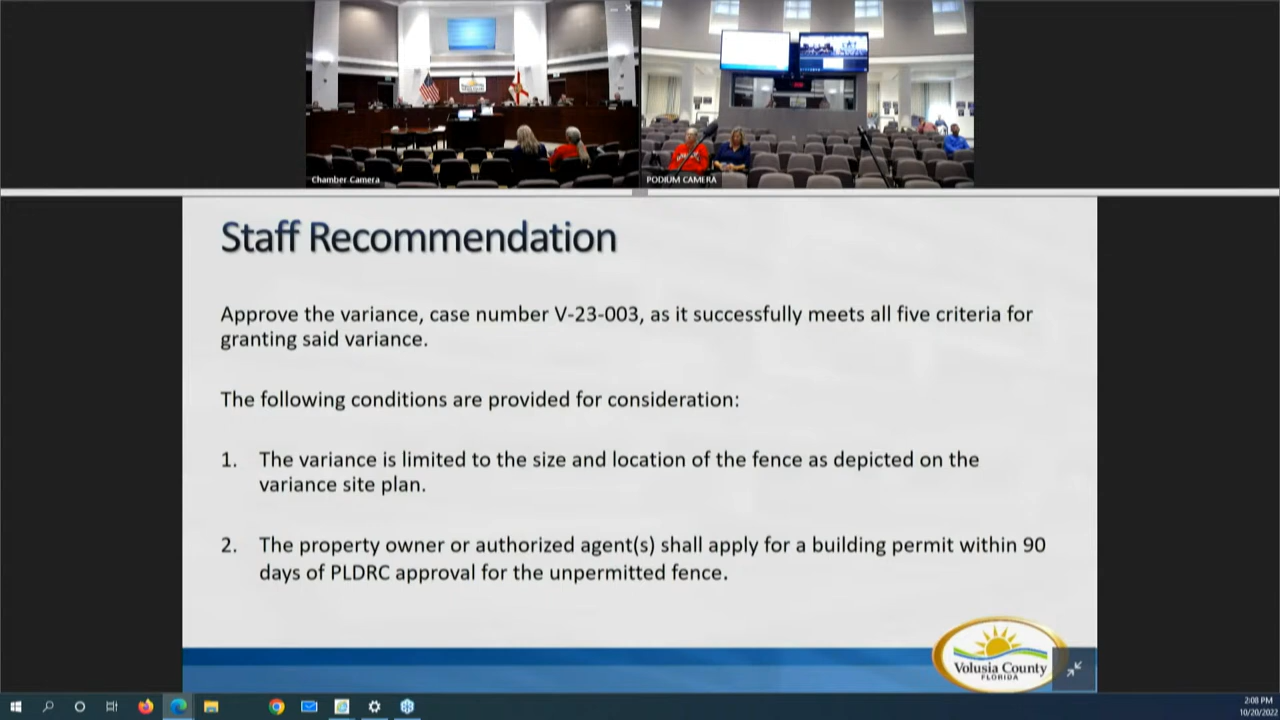 Chamber Camera
PODIUM CAMERA
Staff Recommendation
Approve the variance, case number V-23-003, as it successfully meets all five criteria for
granting said variance.
The following conditions are provided for consideration:
1. The variance is limited to the size and location of the fence as depicted on the
variance site plan.
2. The property owner or authorized agent(s) shall apply for a building permit within 90
days of PLDRC approval for the unpermitted fence.
Volusia County
FLORIDA
2:08 PM
10/20/2022